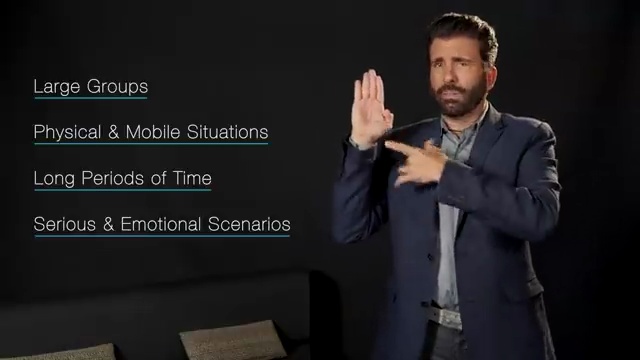 Large Groups
Physical & Mobile Situations
Long Periods of Time
Serious & Emotional Scenarios